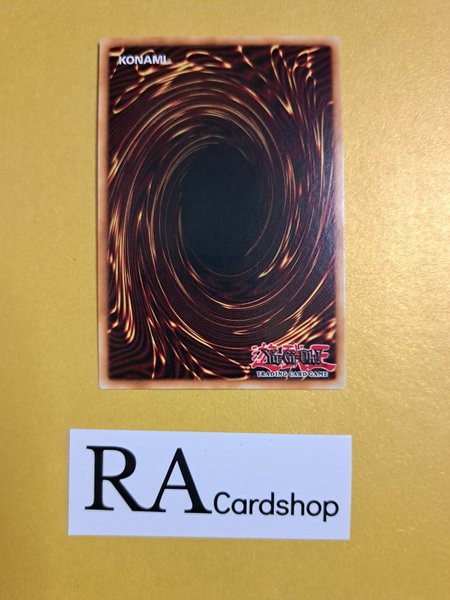 KONAMI
Yu-Gi-Oh!
TRADING CARD GAME
RA Cardshop